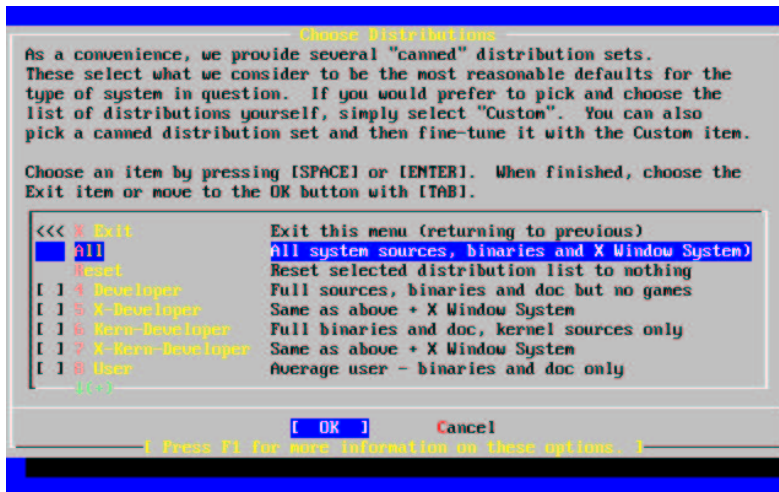 Choose Distributions
As a convenience, we provide several "canned" distribution sets.
These select what we consider to be the most reasonable defaults for the
type of system in question.  If you would prefer to pick and choose the
list of distributions yourself, simply select "Custom".  You can also
pick a canned distribution set and then fine-tune it with the Custom item.
Choose an item by pressing [SPACE] or [ENTER].  When finished, choose the
Exit item or move to the OK button with [TAB].
<<< X Exit Exit this menu (returning to previous)
All All system sources, binaries and X Window System)
Reset Reset selected distribution list to nothing
[ ] 4 Developer Full sources, binaries and doc but no games
[ ] 5 X-Developer Same as above + X Window System
[ ] 6 Kern-Developer Full binaries and doc, kernel sources only
[ ] 7 X-Kern-Developer Same as above + X Window System
[ ] 8 User Average user - binaries and doc only
(+)
[ OK ] Cancel
[ Press F1 for more information on these options. ]